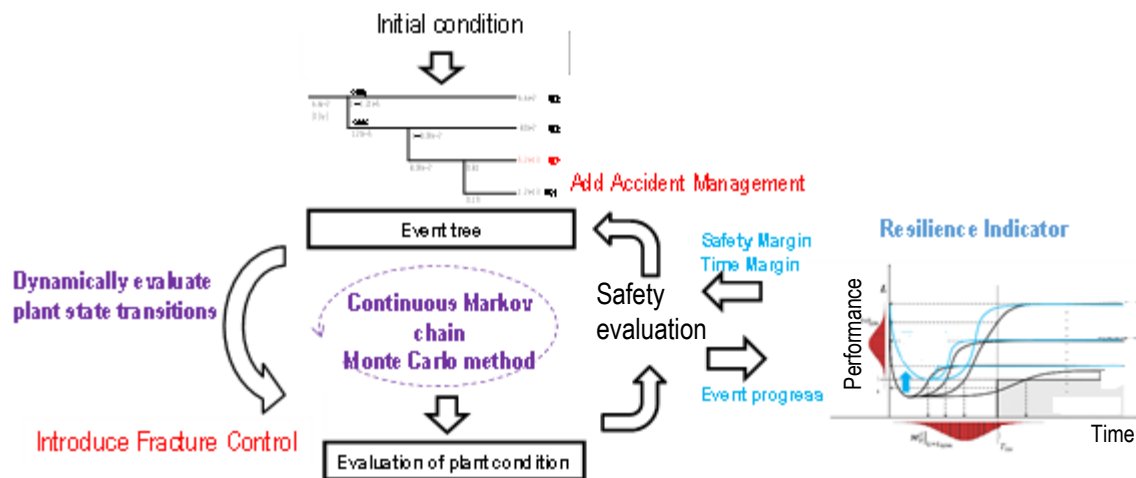 Initial condition
Add Accident Management
Event tree
Dynamically evaluate
plant state transitions
Continuous Markov
chain
Monte Carlo method
Safety
evaluation
Safety Margin
Time Margin
Event progress
Resilience Indicator
Performance
Time
Introduce Fracture Control
Evaluation of plant condition